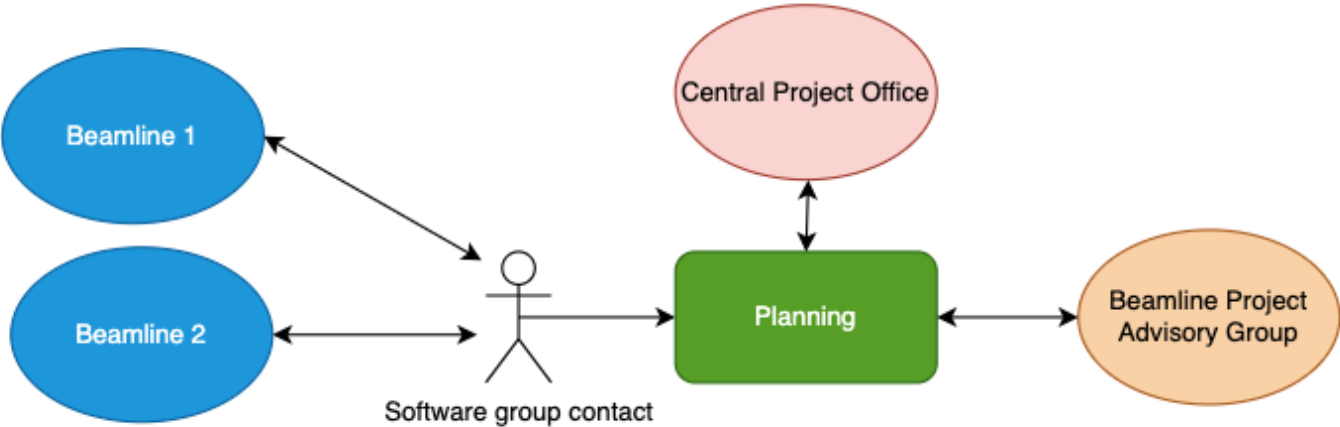 Central Project Office
Beamline 1
Beamline 2
Planning
Beamline Project
Advisory Group
Software group contact